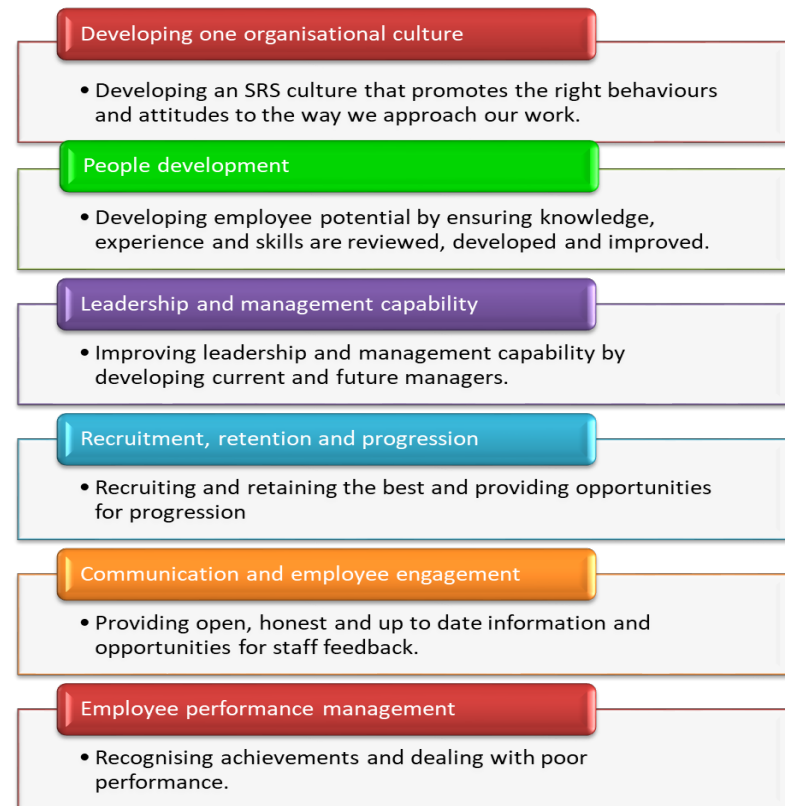 Developing one organisational culture
• Developing an SRS culture that promotes the right behaviours
and attitudes to the way we approach our work.
People development
• Developing employee potential by ensuring knowledge,
experience and skills are reviewed, developed and improved.
Leadership and management capability
• Improving leadership and management capability by
developing current and future managers.
Recruitment, retention and progression
• Recruiting and retaining the best and providing opportunities
for progression
Communication and employee engagement
• Providing open, honest and up to date information and
opportunities for staff feedback.
Employee performance management
• Recognising achievements and dealing with poor
performance.